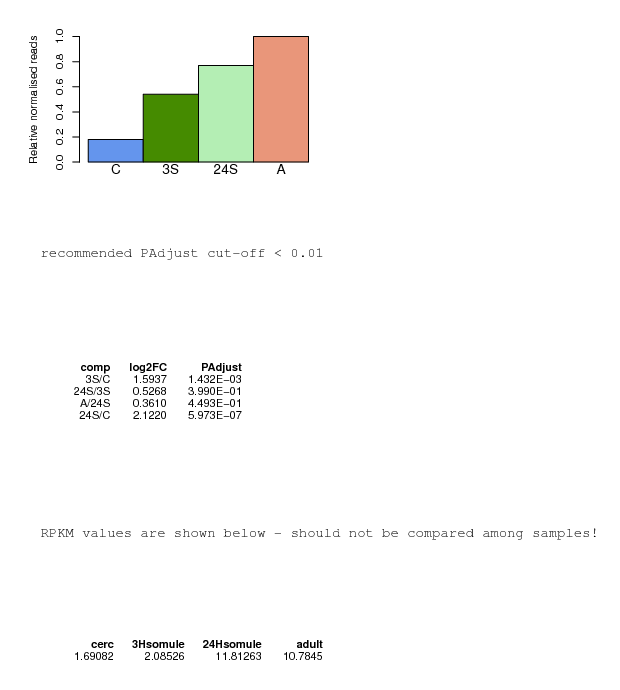 Relative normalised reads
1.0
0.8
0.6
0.4
0.2
0.0
C 3S 24S A
recommended PAdjust cut-off < 0.01
comp log2FC PAdjust
3S/C 1.5937 1.432E−03
24S/3S 0.5268 3.990E−01
A/24S 0.3610 4.493E−01
24S/C 2.1220 5.973E−07
RPKM values are shown below - should not be compared among samples!
cerc 3Hsomule 24Hsomule adult
1.69082 2.08526 11.81263 10.7845